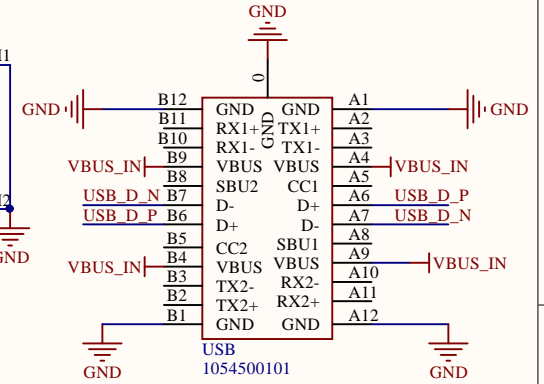 GND
0
B12 GND GND A1
GND GND
B11 RX1+ GND TX1+ A2
B10 RX1- TX1- A3
VBUS_IN B9 VBUS VBUS A4 VBUS_IN
B8 SBU2 CC1 A5
USB_D_N B7 D- D+ A6 USB_D_P
USB_D_P B6 D+ D- A7 USB_D_N
B5 CC2 SBU1 A8
VBUS_IN B4 VBUS VBUS A9 VBUS_IN
B3 TX2- RX2- A10
B2 TX2+ RX2+ A11
B1 GND GND A12
USB
1054500101
GND GND
GND